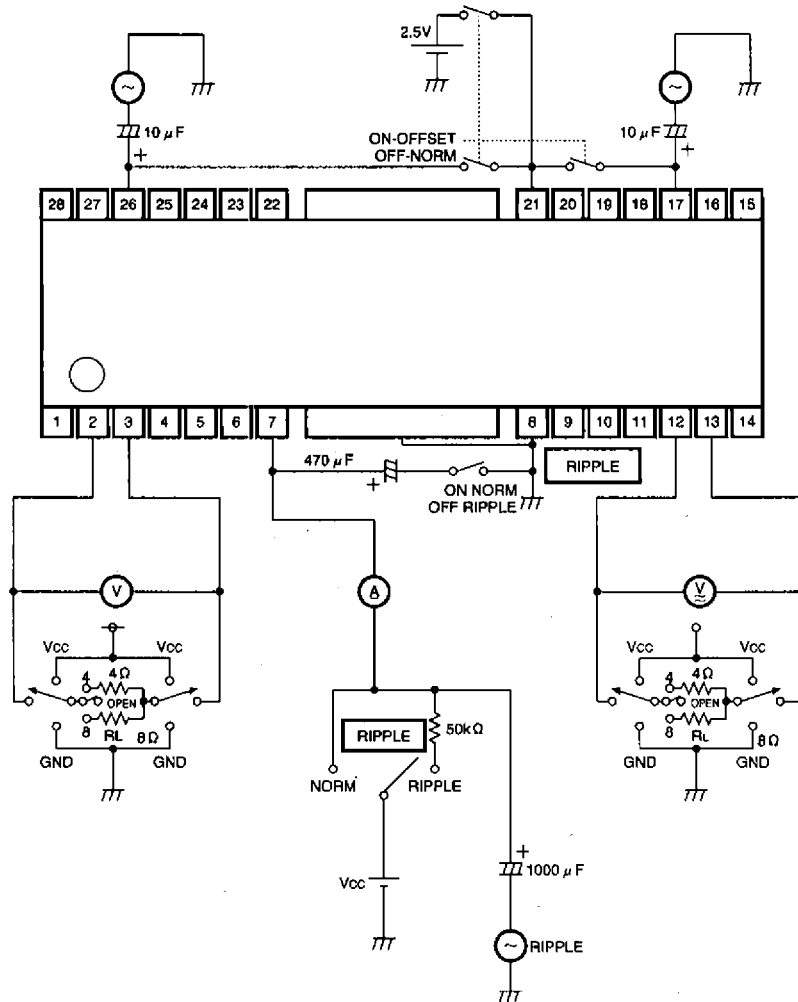 2.5V
10 μF
+
ON-OFFSET
OFF-NORM
10 μF
+
28 27 26 25 24 23 22 21 20 19 18 17 16 15
1 2 3 4 5 6 7 8 9 10 11 12 13 14
470 μF
+
ON NORM
OFF RIPPLE
RIPPLE
V
A
V
Vcc Vcc
4 4Ω
OPEN
8 RL 8Ω
GND GND
Vcc Vcc
4 4Ω
OPEN
8 RL 8Ω
GND GND
RIPPLE
50kΩ
NORM RIPPLE
Vcc
+
1000 μF
RIPPLE